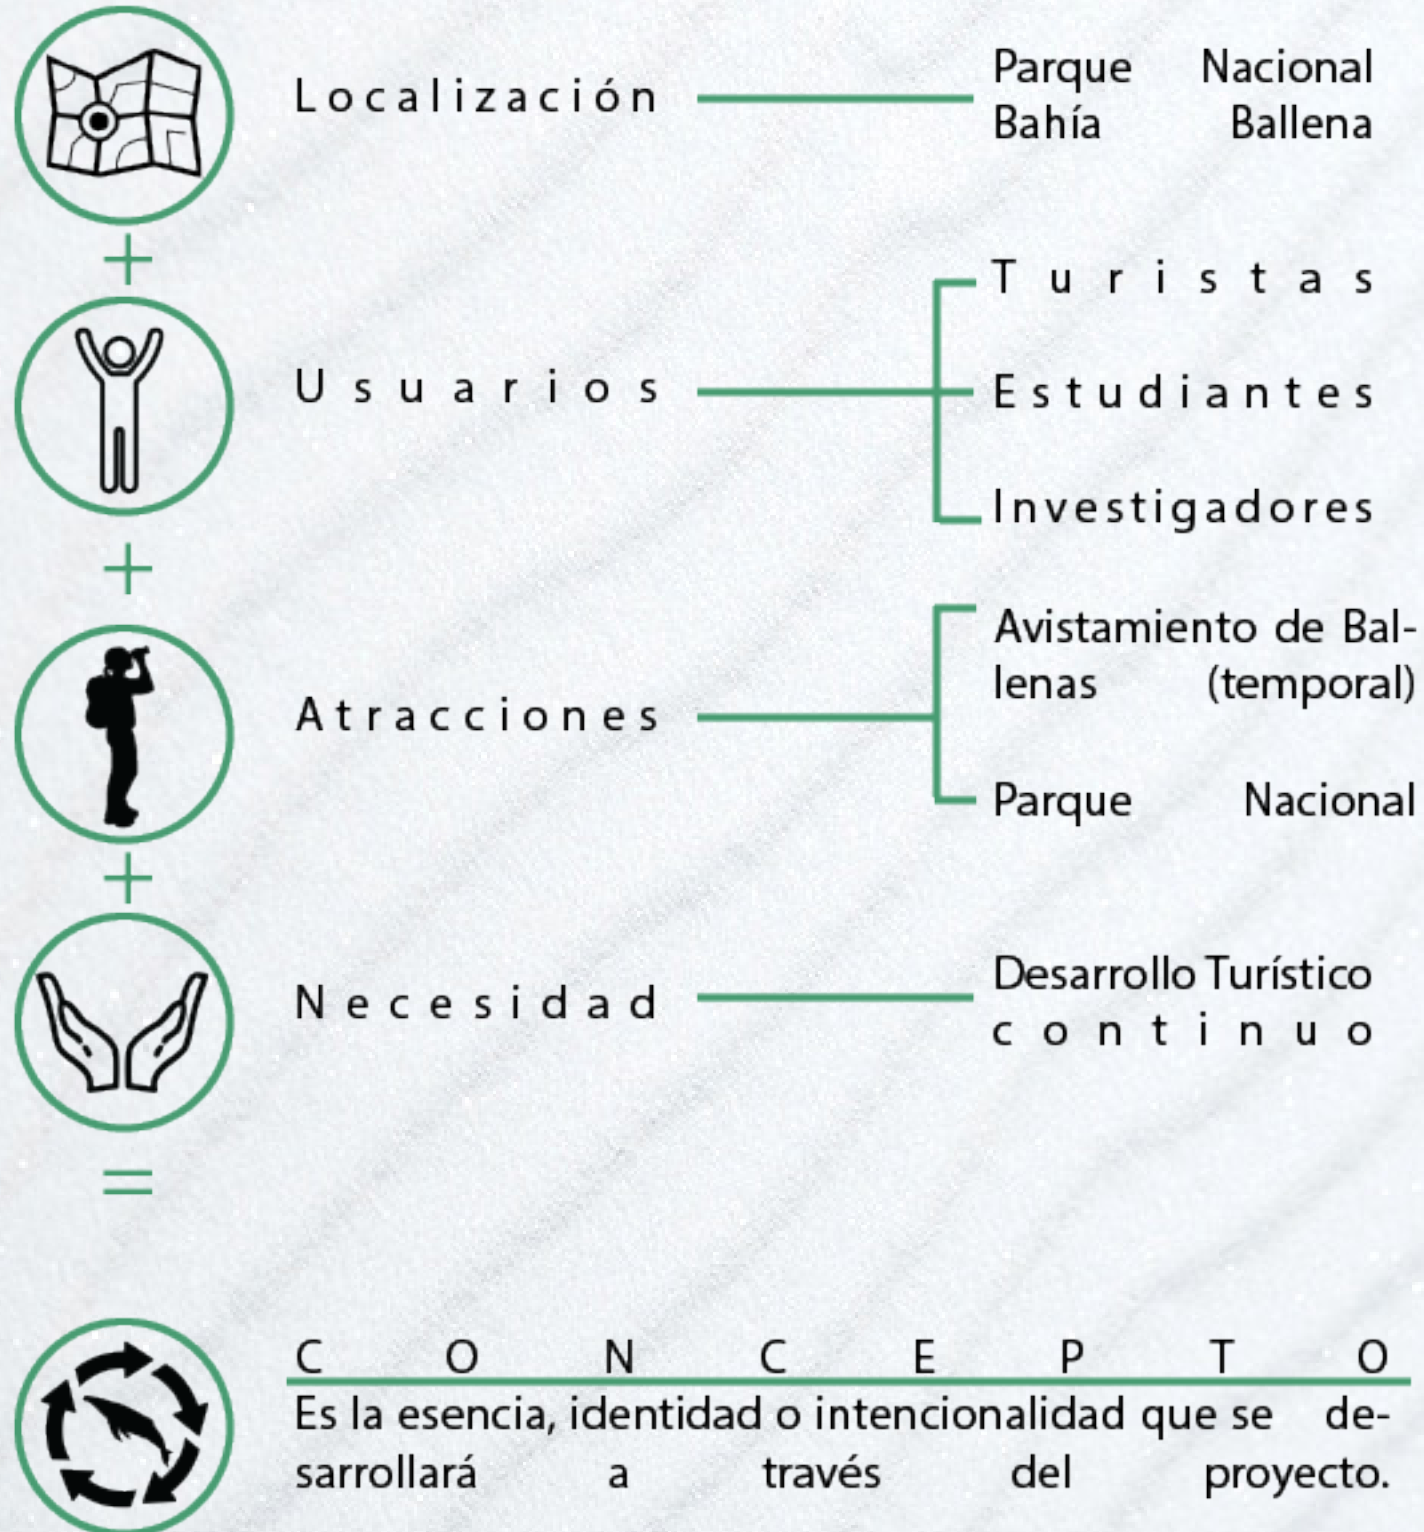 Localización
Parque Nacional
Bahía Ballena
+
Usuarios
Turistas
Estudiantes
Investigadores
+
Atracciones
Avistamiento de Bal-
lenas (temporal)
Parque Nacional
+
Necesidad
Desarrollo Turístico
continuo
=
CONCEPTO
Es la esencia, identidad o intencionalidad que se de-
sarrollará a través del proyecto.